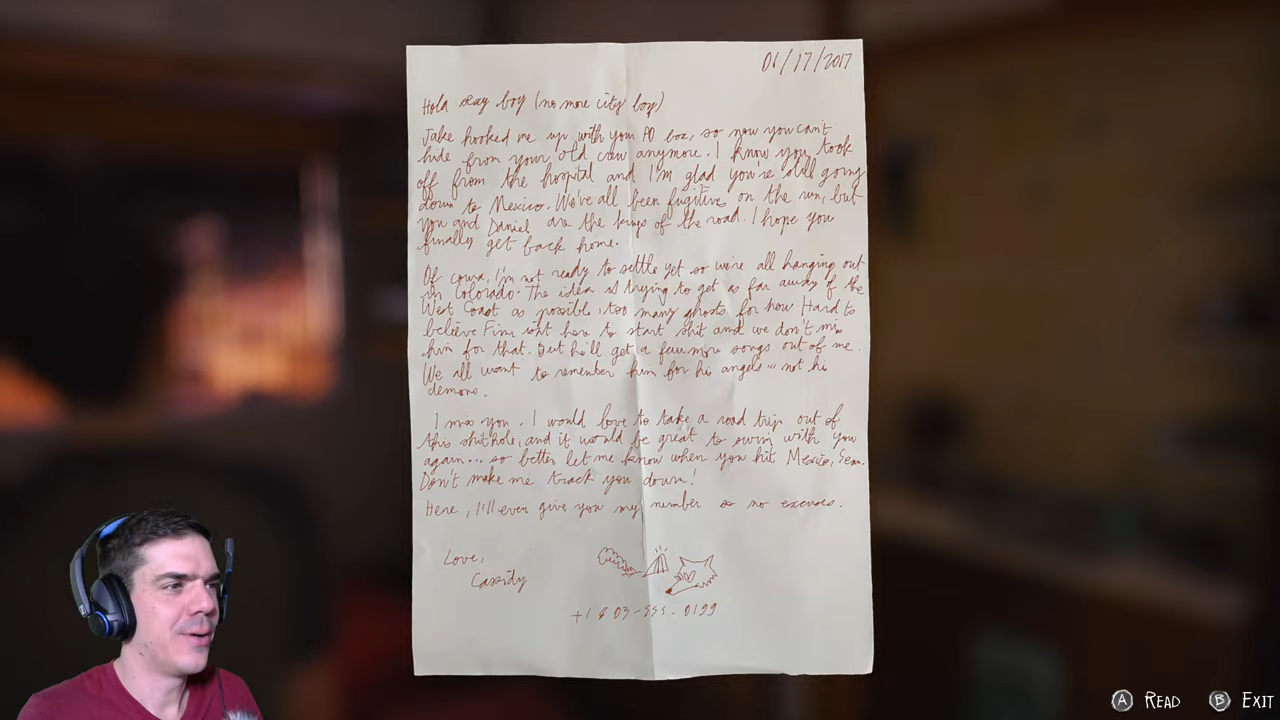 06/17/2017
Hola sexy boy (no more city boy)
Jake hooked me up with your PO box, so now you can't
hide from your old crew anymore. I know you took
off from the hospital and I'm glad you're still going
down to Mexico. We've all been fugitives on the run, but
you and Daniel are the kings of the road. I hope you
finally get back home.
Of course, I'm not ready to settle yet so we're all hanging out
in Colorado. The idea is trying to get as far away of the
West Coast as possible, too many ghosts for now Hard to
believe Finn isnt here to start shit and we don't miss
him for that. But he'll get a few more songs out of me.
We all want to remember him for his angels... not his
demons.
I miss you. I would love to take a road trip out of
this shithole, and it would be great to swim with you
again... so better let me know when you hit Mexico, Sean.
Don't make me track you down!
Here, I'll even give you my number so no excuses.
Love,
Cassidy
+1 503-555-0199
A READ B EXIT